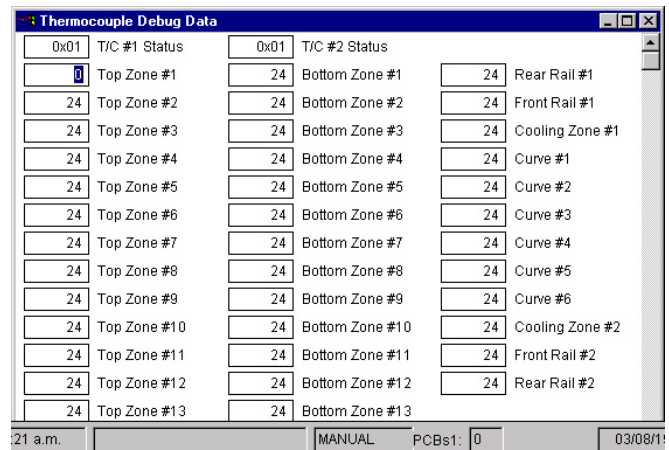 Thermocouple Debug Data
0x01 T/C #1 Status 0x01 T/C #2 Status
0 Top Zone #1 24 Bottom Zone #1 24 Rear Rail #1
24 Top Zone #2 24 Bottom Zone #2 24 Front Rail #1
24 Top Zone #3 24 Bottom Zone #3 24 Cooling Zone #1
24 Top Zone #4 24 Bottom Zone #4 24 Curve #1
24 Top Zone #5 24 Bottom Zone #5 24 Curve #2
24 Top Zone #6 24 Bottom Zone #6 24 Curve #3
24 Top Zone #7 24 Bottom Zone #7 24 Curve #4
24 Top Zone #8 24 Bottom Zone #8 24 Curve #5
24 Top Zone #9 24 Bottom Zone #9 24 Curve #6
24 Top Zone #10 24 Bottom Zone #10 24 Cooling Zone #2
24 Top Zone #11 24 Bottom Zone #11 24 Front Rail #2
24 Top Zone #12 24 Bottom Zone #12 24 Rear Rail #2
24 Top Zone #13 24 Bottom Zone #13
:21 a.m. MANUAL PCBs1: 0 03/08/1